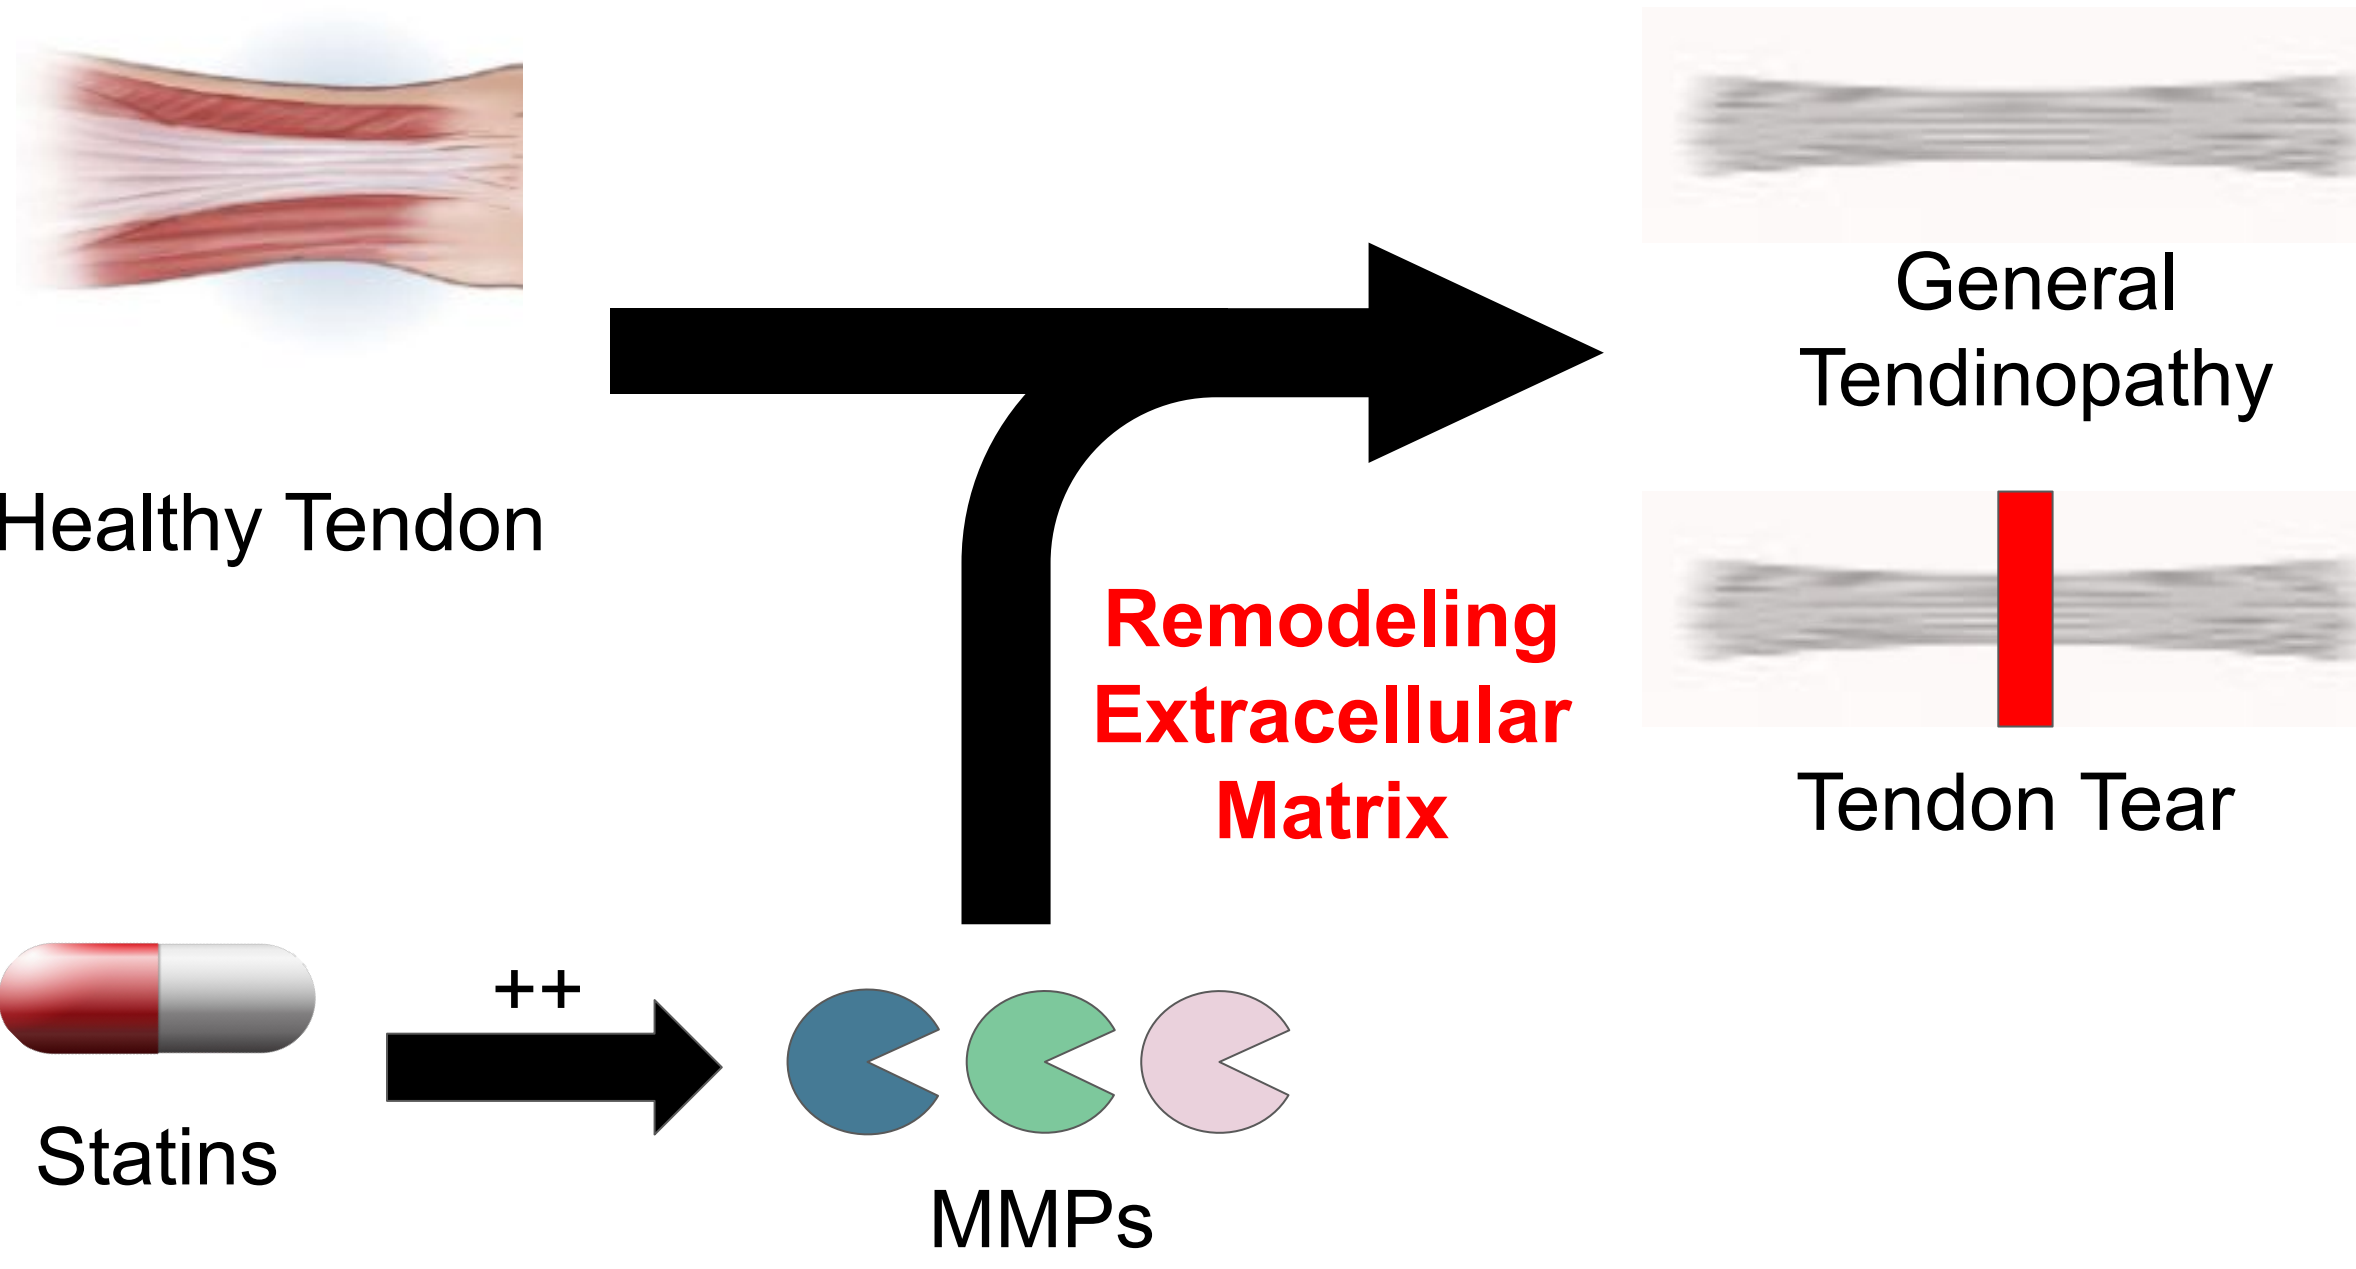 General
Tendinopathy
Healthy Tendon
Remodeling
Extracellular
Matrix
Tendon Tear
++
Statins
MMPs